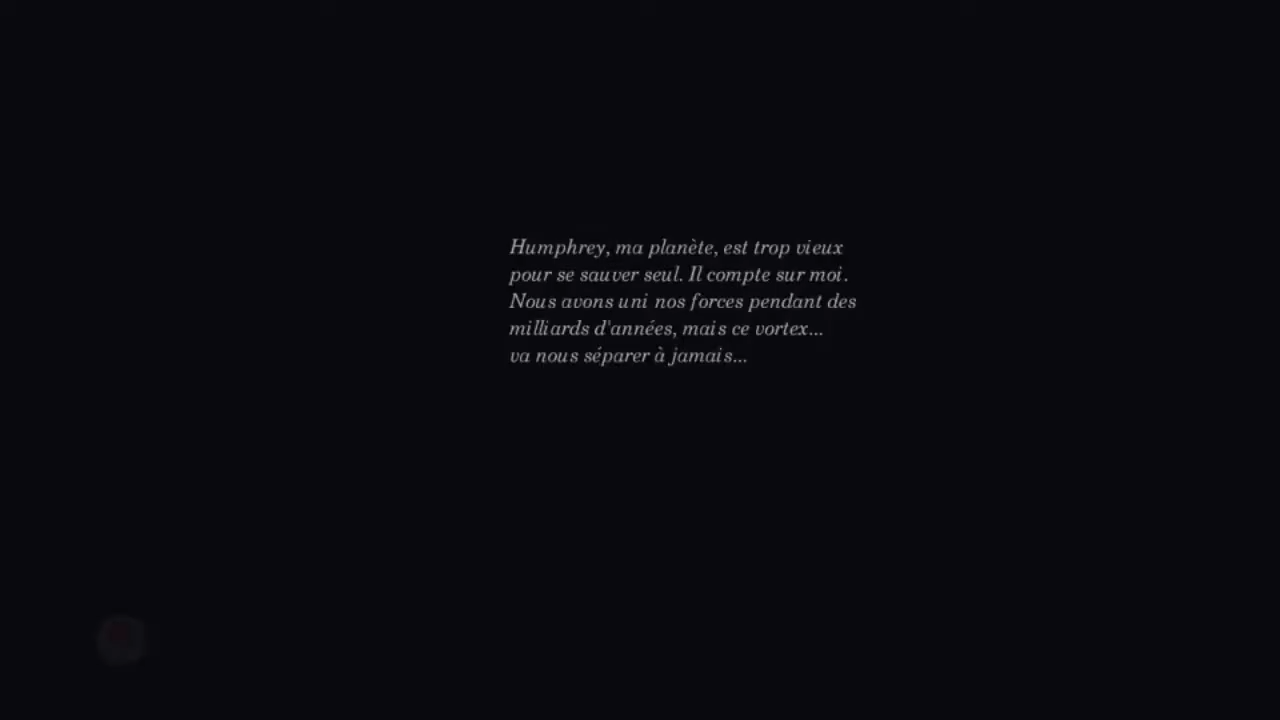 Humphrey, ma planète, est trop vieux
pour se sauver seul. Il compte sur moi.
Nous avons uni nos forces pendant des
milliards d'années, mais ce vortex...
va nous séparer à jamais...